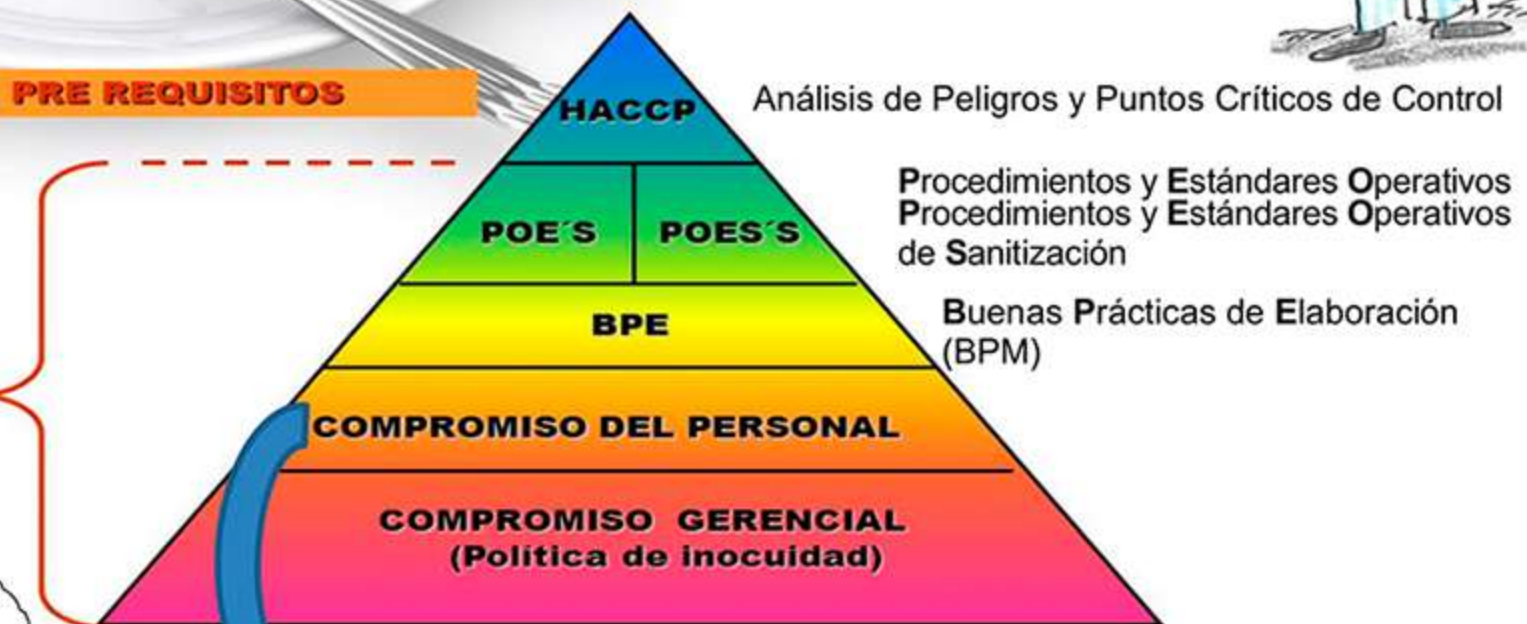 PRE REQUISITOS
HACCP
Análisis de Peligros y Puntos Críticos de Control
POE´S
POES´S
Procedimientos y Estándares Operativos
Procedimientos y Estándares Operativos
de Sanitización
BPE
Buenas Prácticas de Elaboración
(BPM)
COMPROMISO DEL PERSONAL
COMPROMISO GERENCIAL
(Política de inocuidad)